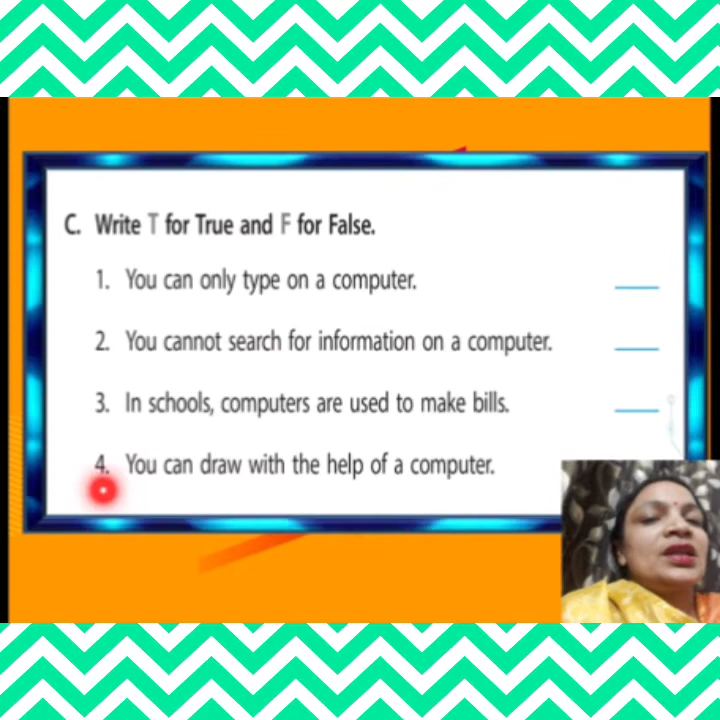 C. Write T for True and F for False.
1. You can only type on a computer.
2. You cannot search for information on a computer.
3. In schools, computers are used to make bills.
4. You can draw with the help of a computer.